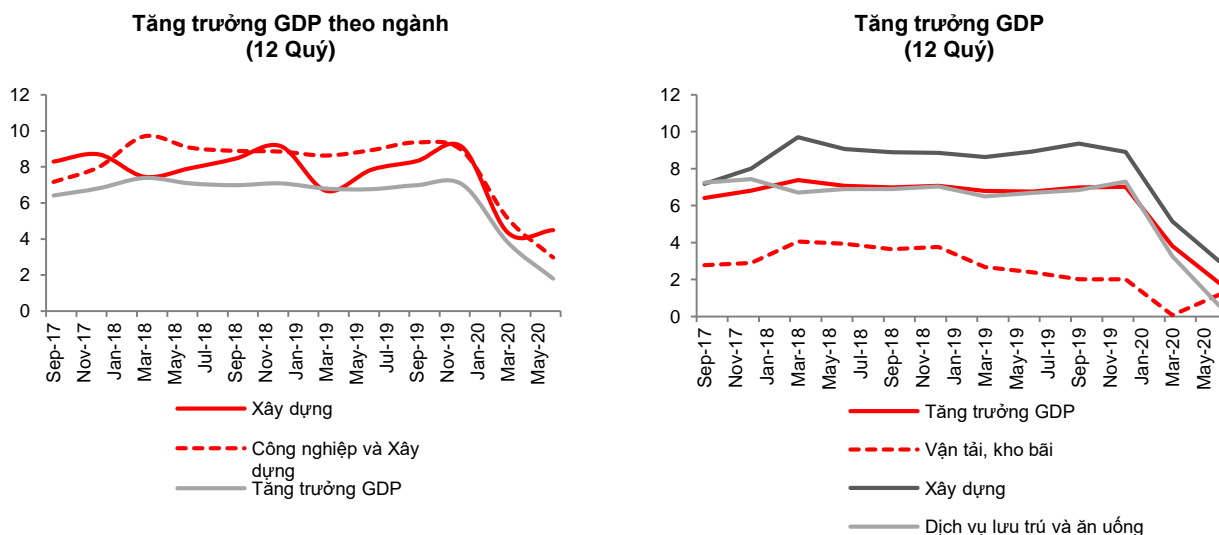 Tăng trưởng GDP theo ngành
(12 Quý)
12
10
8
6
4
2
0
Sep-17
Nov-17
Jan-18
Mar-18
May-18
Jul-18
Sep-18
Nov-18
Jan-19
Mar-19
May-19
Jul-19
Sep-19
Nov-19
Jan-20
Mar-20
May-20
Xây dựng
Công nghiệp và Xây
dựng
Tăng trưởng GDP
Tăng trưởng GDP
(12 Quý)
12
10
8
6
4
2
0
Sep-17
Nov-17
Jan-18
Mar-18
May-18
Jul-18
Sep-18
Nov-18
Jan-19
Mar-19
May-19
Jul-19
Sep-19
Nov-19
Jan-20
Mar-20
May-20
Tăng trưởng GDP
Vận tải, kho bãi
Xây dựng
Dịch vụ lưu trú và ăn uống